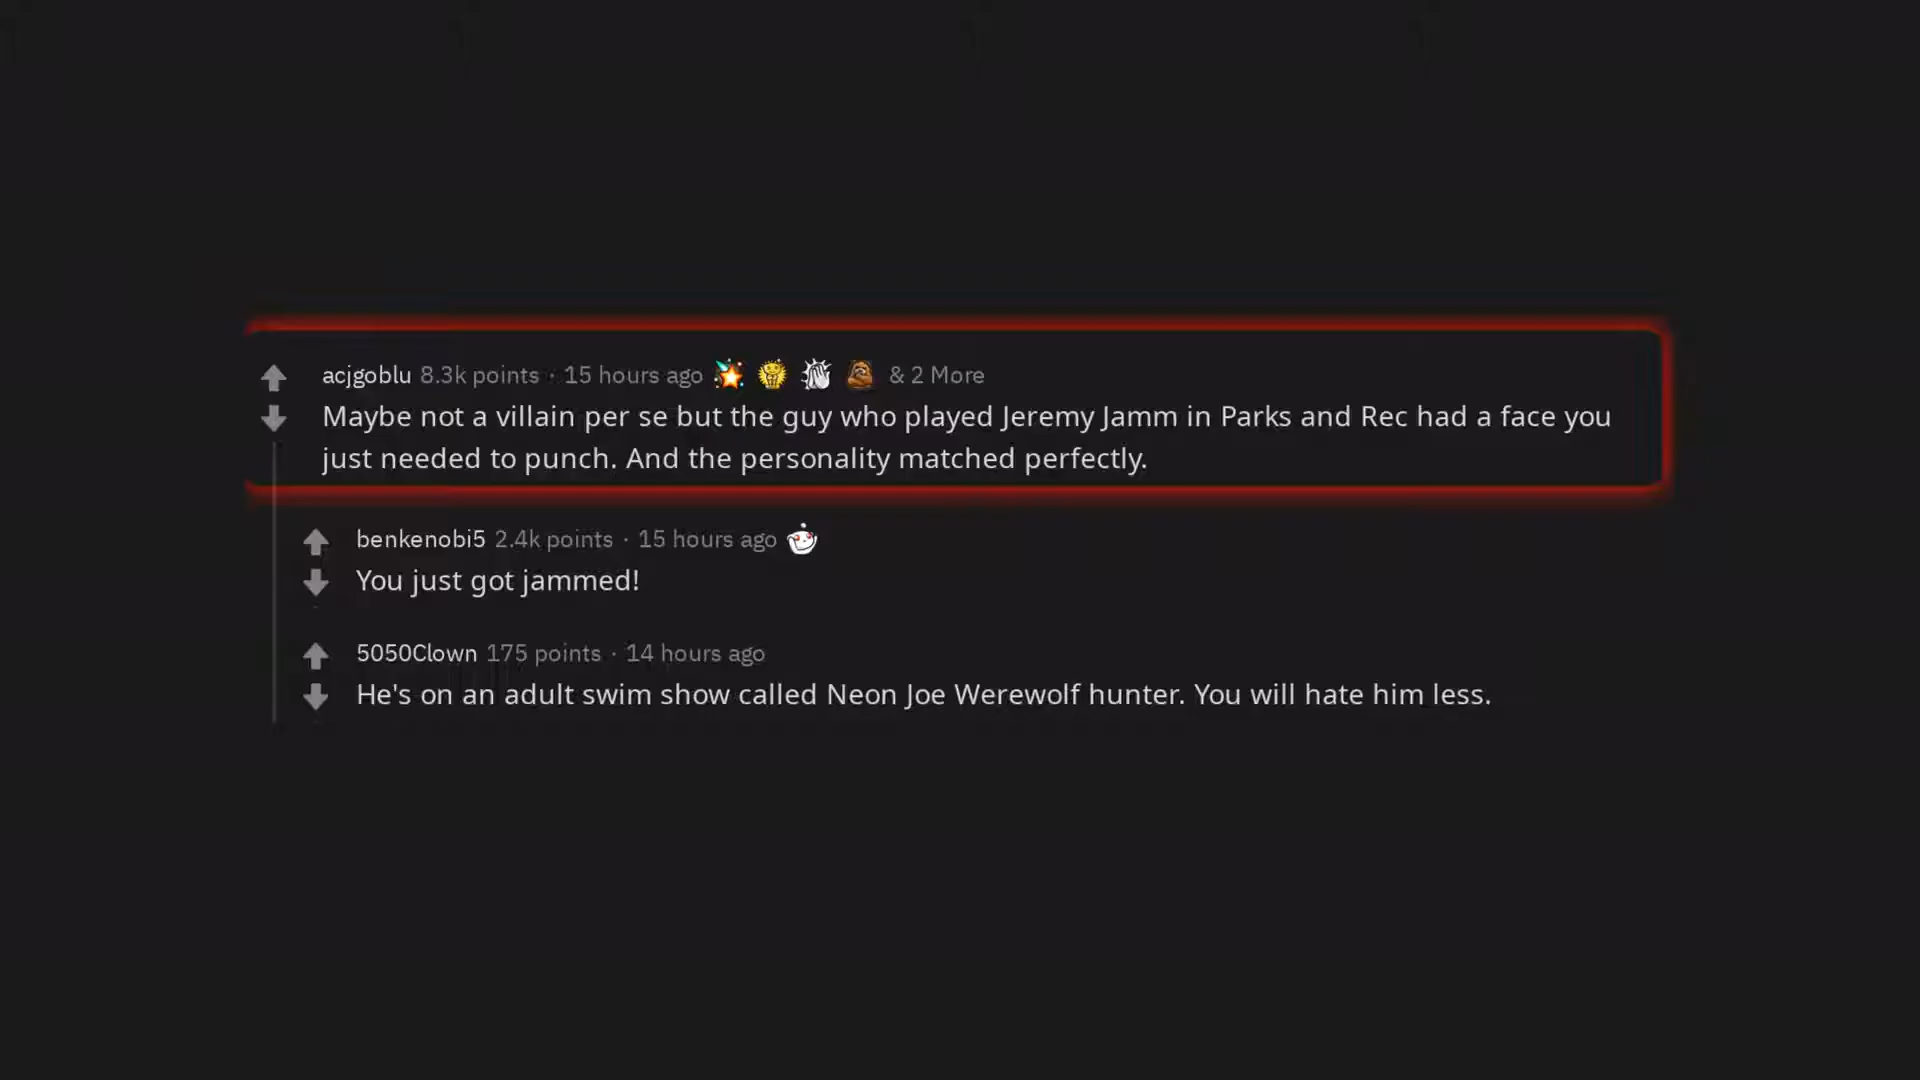 acjgoblu 8.3k points · 15 hours ago & 2 More
Maybe not a villain per se but the guy who played Jeremy Jamm in Parks and Rec had a face you
just needed to punch. And the personality matched perfectly.
benkenobi5 2.4k points · 15 hours ago
You just got jammed!
5050Clown 175 points · 14 hours ago
He's on an adult swim show called Neon Joe Werewolf hunter. You will hate him less.